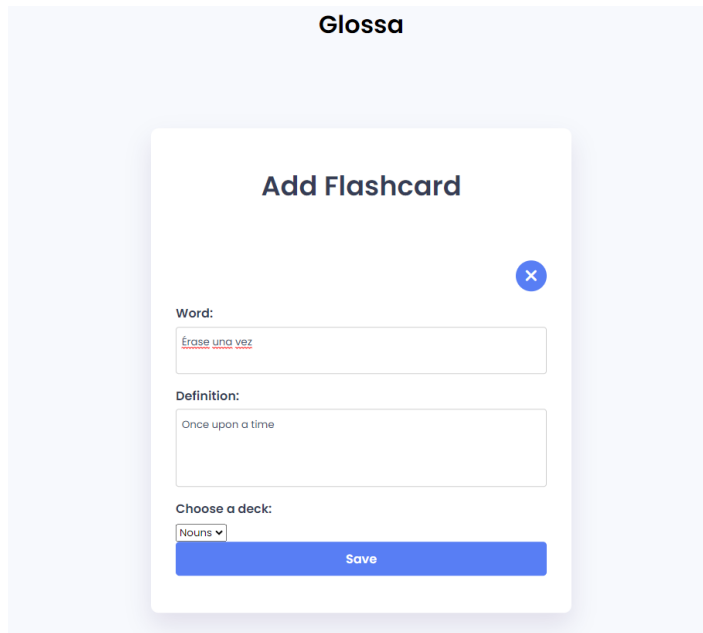 Glossa
Add Flashcard
Word:
Érase una vez
Definition:
Once upon a time
Choose a deck:
Nouns
Save